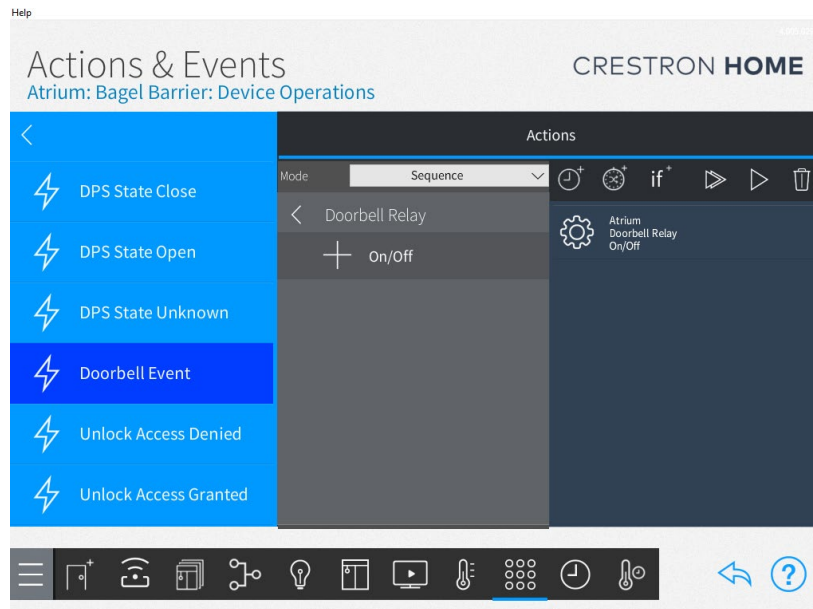 Help
Actions & Events
Atrium: Bagel Barrier: Device Operations
CRESTRON HOME
Actions
Mode
Sequence
if+
DPS State Close
DPS State Open
DPS State Unknown
Doorbell Event
Unlock Access Denied
Unlock Access Granted
Doorbell Relay
On/Off
Atrium
Doorbell Relay
On/Off
?